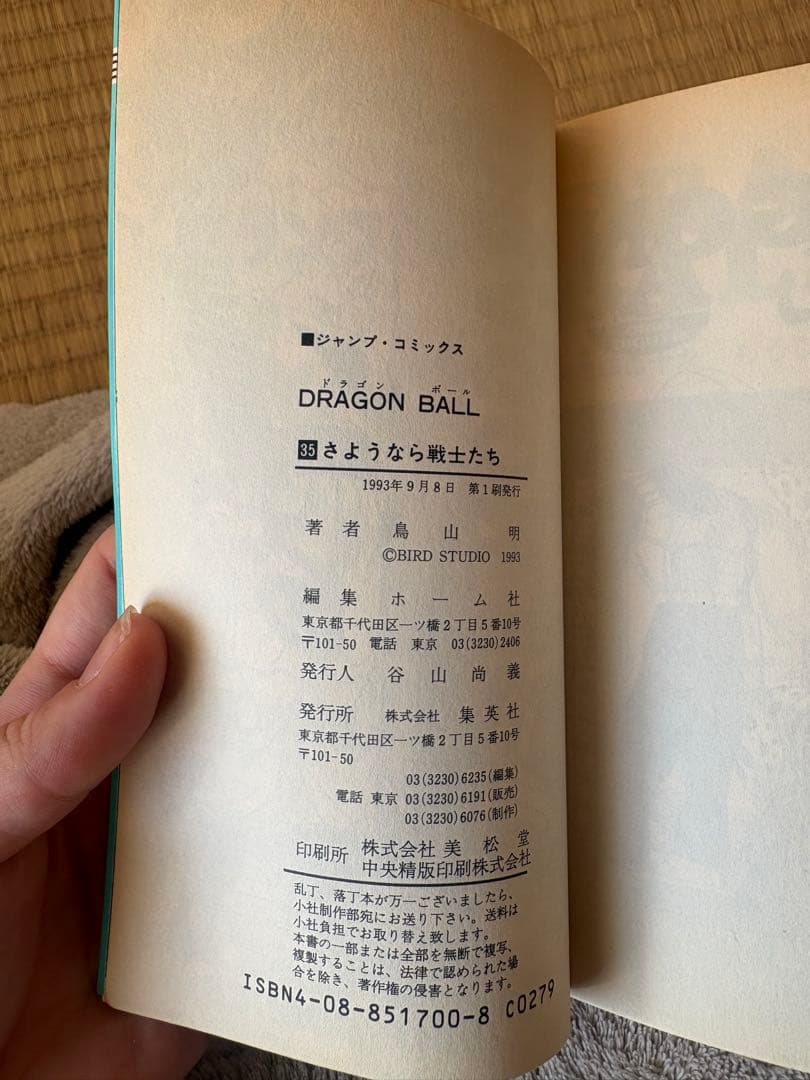 ■ジャンプ・コミックス
ドラゴン ボール
DRAGON BALL
35 さようなら戦士たち
1993年9月8日 第1刷発行
著者 鳥山 明
©BIRD STUDIO 1993
編集 ホーム社
東京都千代田区一ツ橋2丁目5番10号
〒101-50 電話 東京 03(3230)2406
発行人 谷山尚義
発行所 株式会社 集英社
東京都千代田区一ツ橋2丁目5番10号
〒101-50
03(3230)6235(編集)
電話 東京 03(3230)6191(販売)
03(3230)6076(制作)
印刷所 株式会社 美松堂
中央精版印刷株式会社
乱丁、落丁本が万一ございましたら、
小社制作部宛にお送り下さい。送料は
小社負担でお取り替え致します。
本書の一部または全部を無断で複写、
複製することは、法律で認められた場
合を除き、著作権の侵害となります。
ISBN4-08-851700-8 C0279